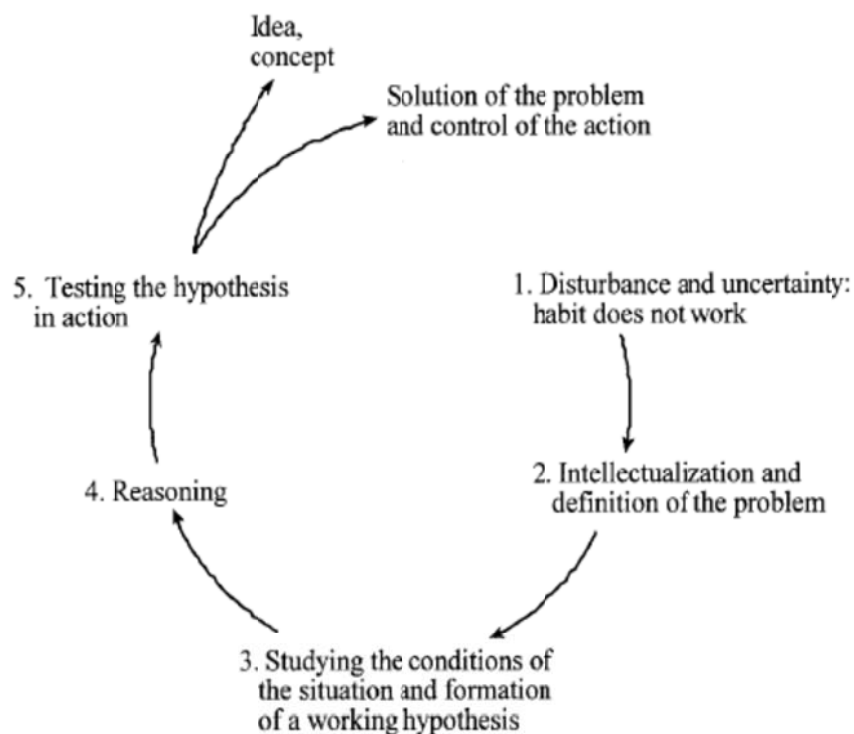 Idea,
concept
Solution of the problem
and control of the action
5. Testing the hypothesis
in action
1. Disturbance and uncertainty:
habit does not work
2. Intellectualization and
definition of the problem
4. Reasoning
3. Studying the conditions of
the situation and formation
of a working hypothesis